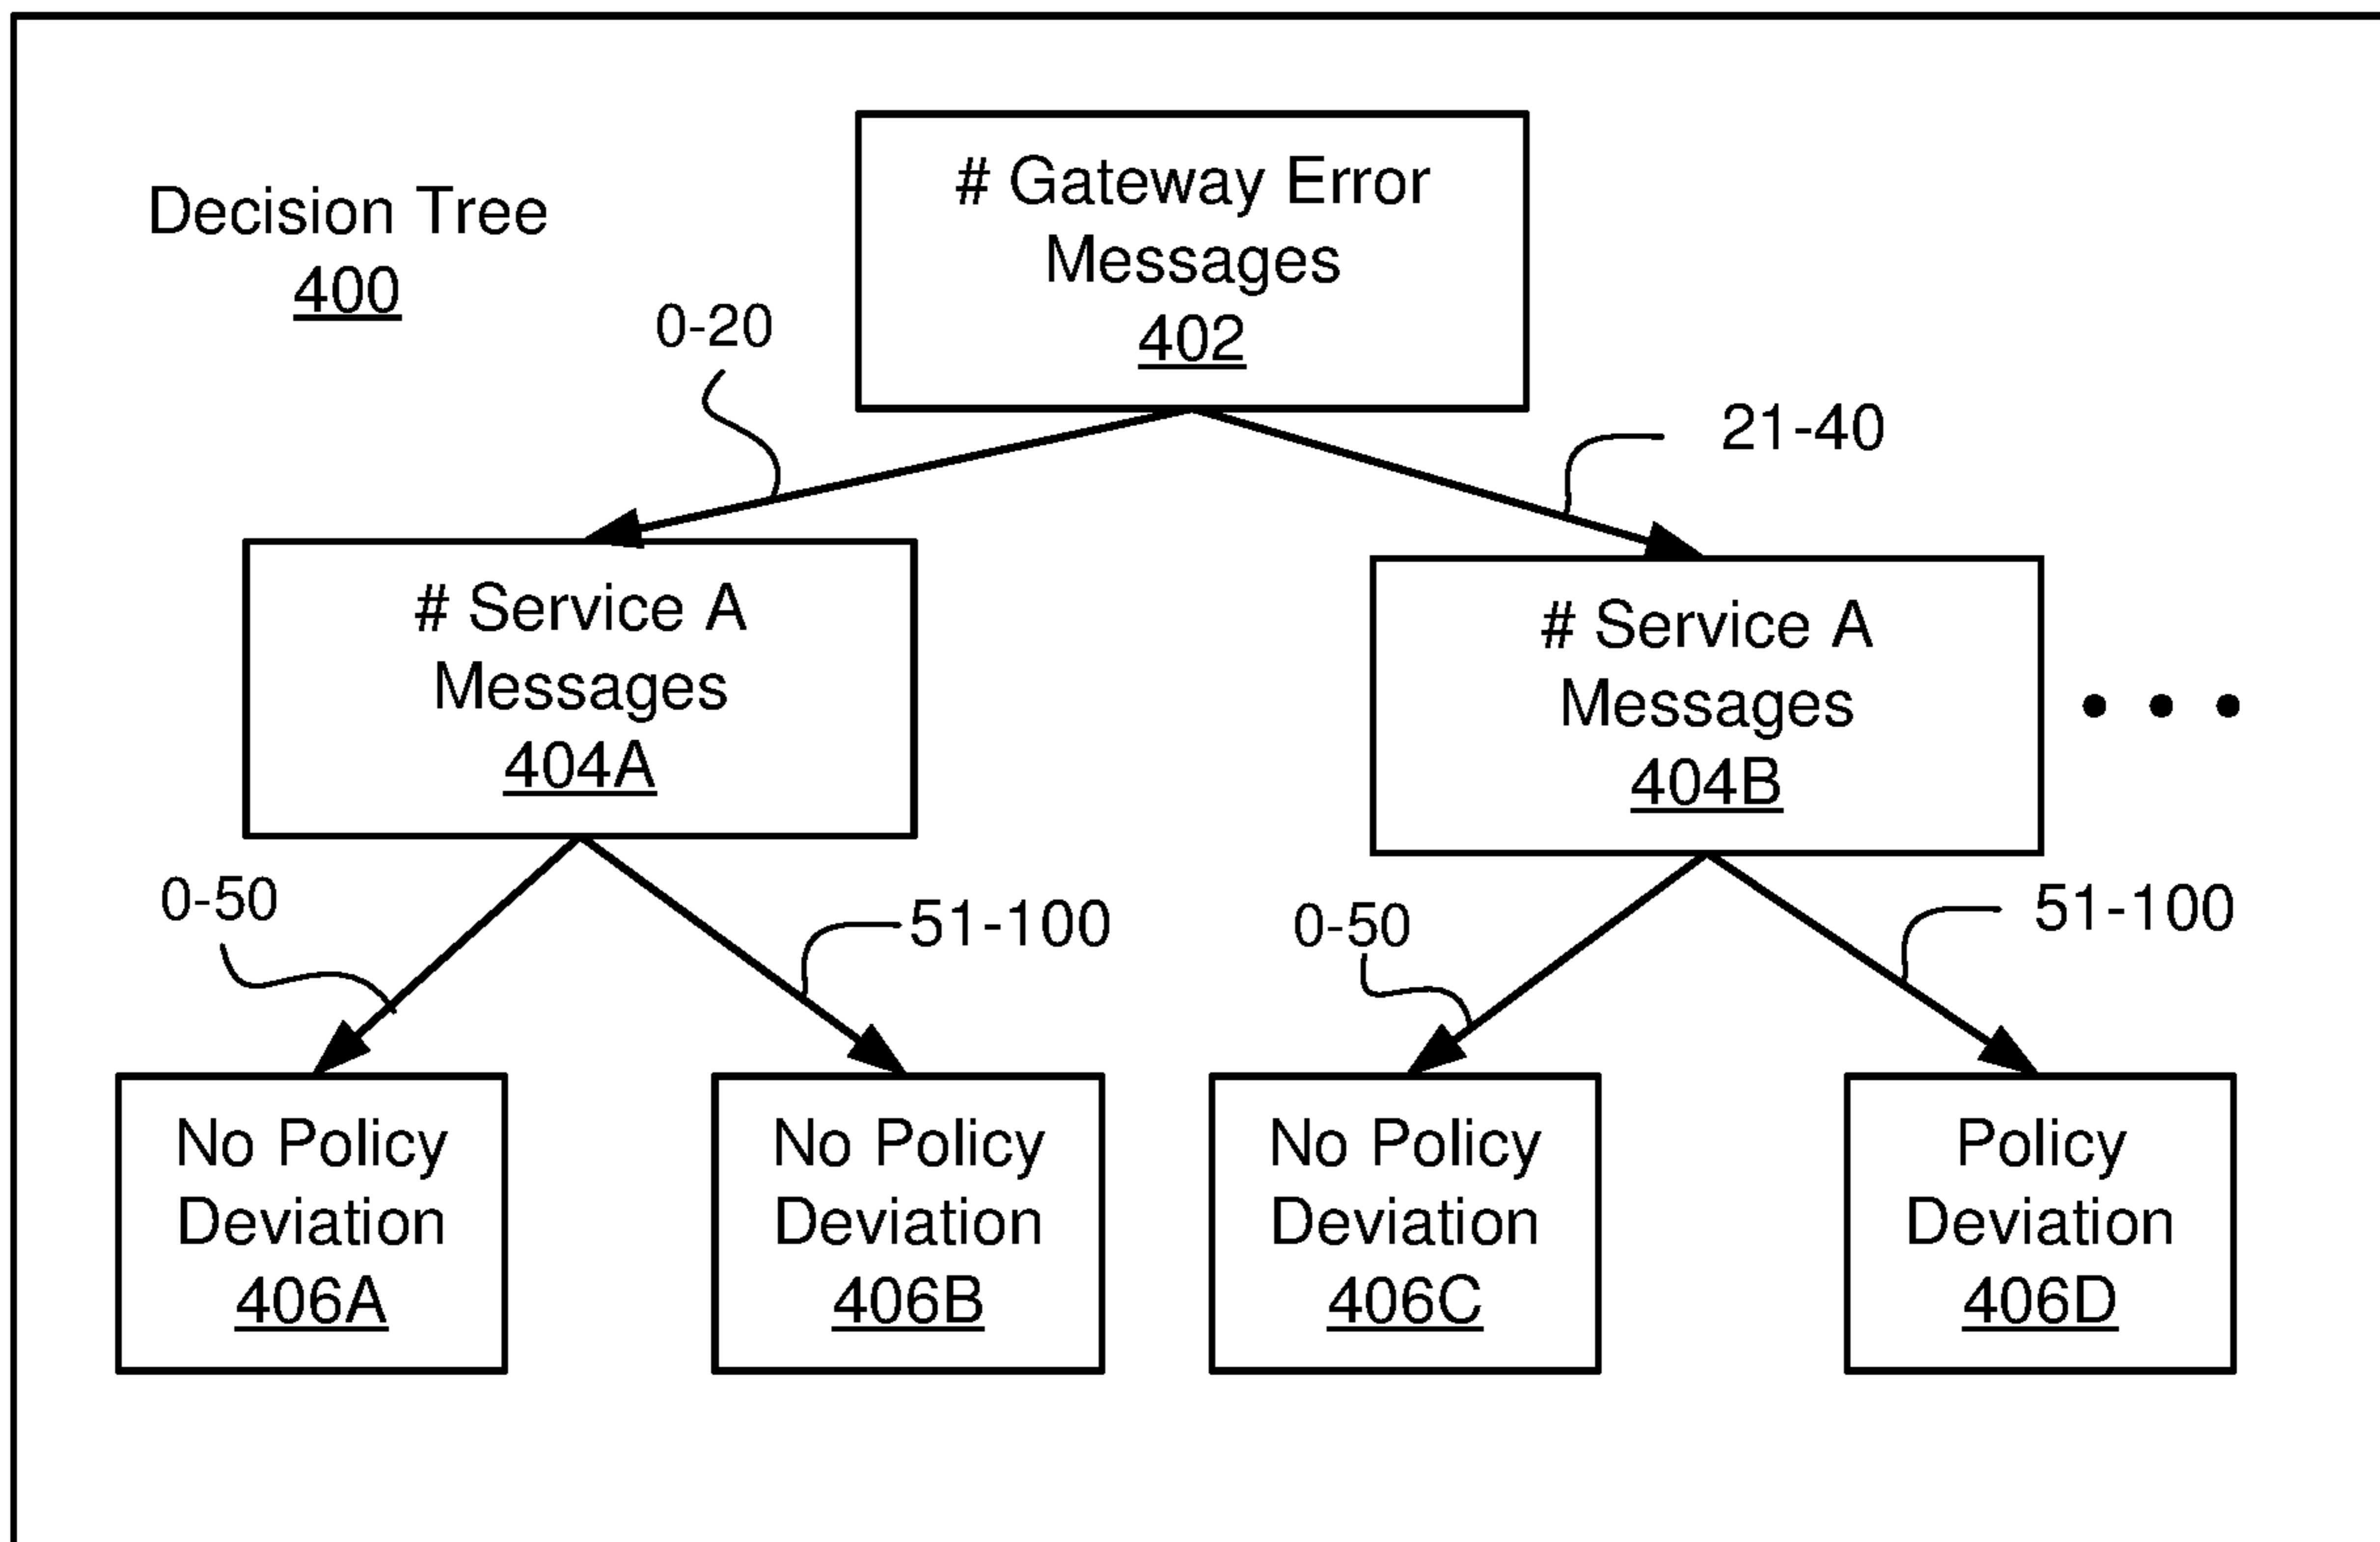 Decision Tree
400
# Gateway Error
Messages
402
0-20
21-40
# Service A
Messages
404A
# Service A
Messages
404B
0-50
51-100
0-50
51-100
No Policy
Deviation
406A
No Policy
Deviation
406B
No Policy
Deviation
406C
Policy
Deviation
406D